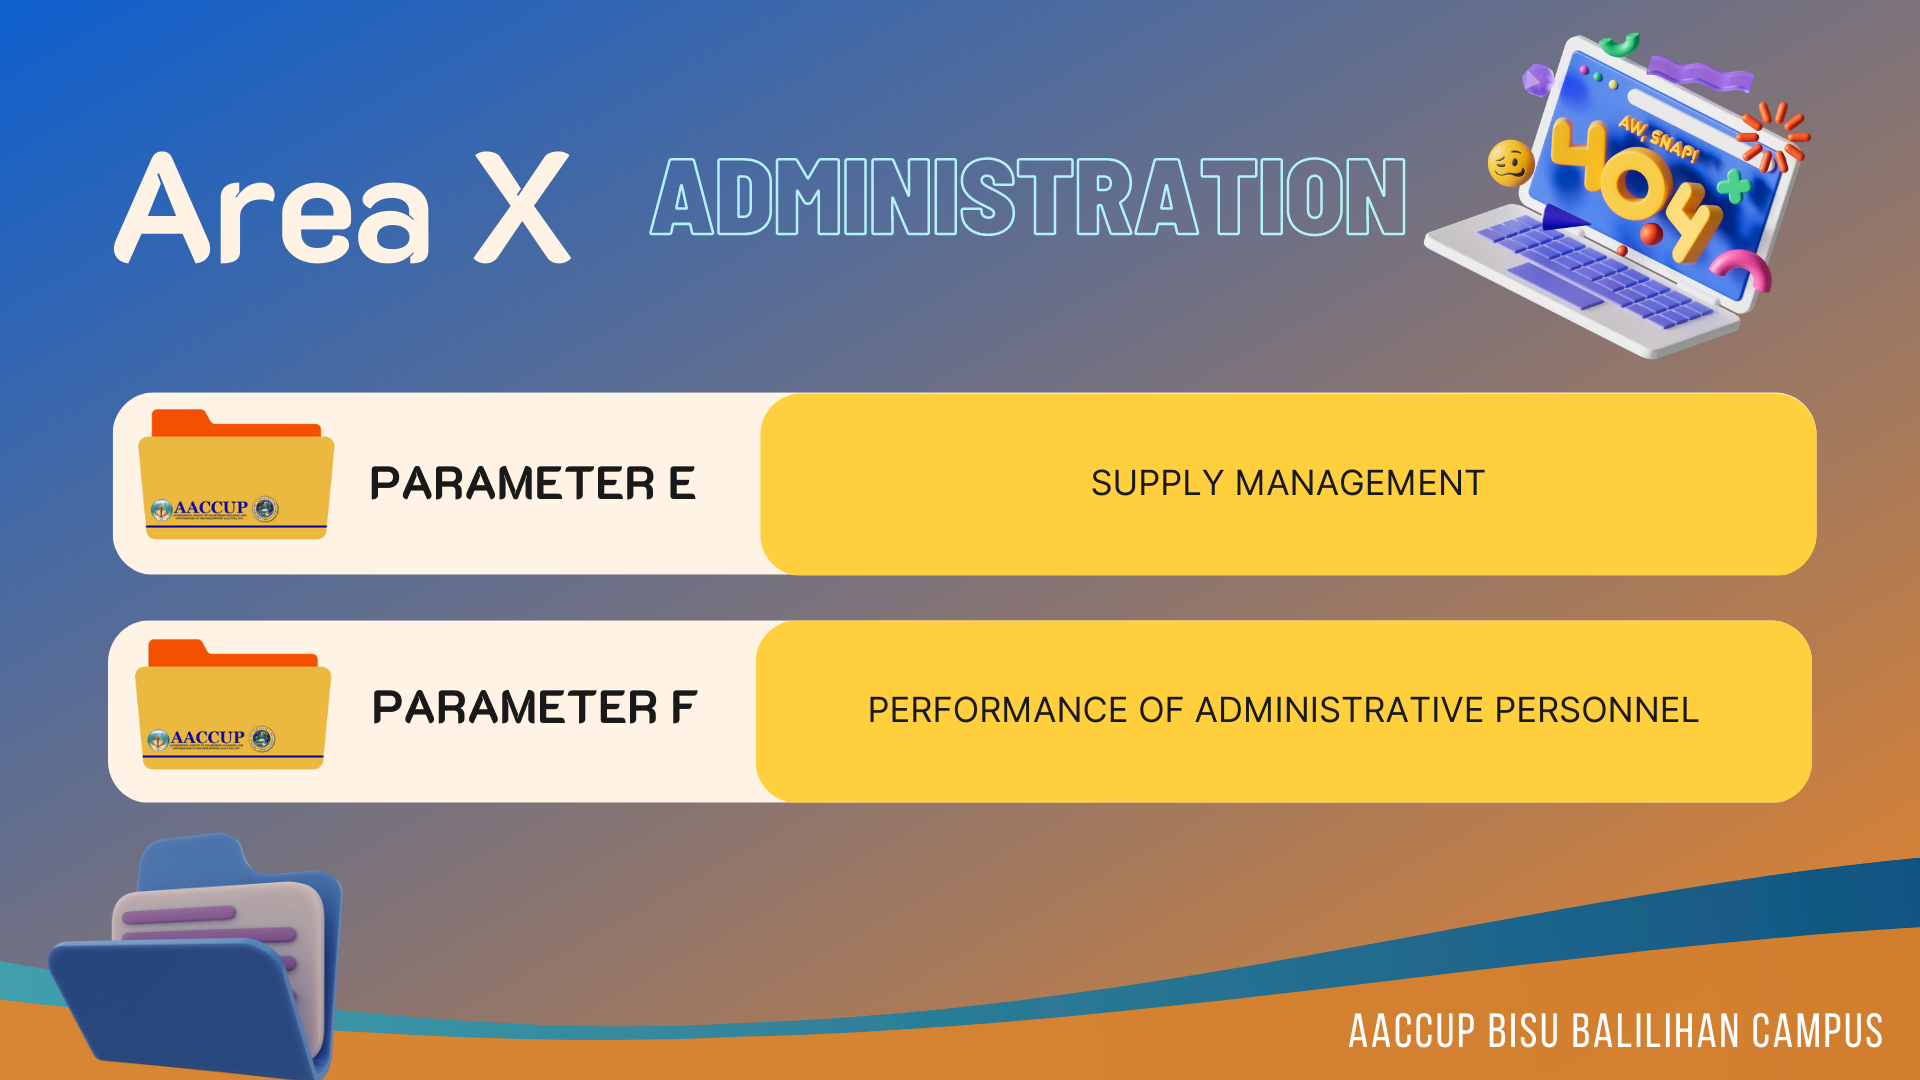 Area X
ADMINISTRATION
AW, SNAP!
404
PARAMETER E
SUPPLY MANAGEMENT
AACCUP
PARAMETER F
PERFORMANCE OF ADMINISTRATIVE PERSONNEL
AACCUP
AACCUP BISU BALILIHAN CAMPUS